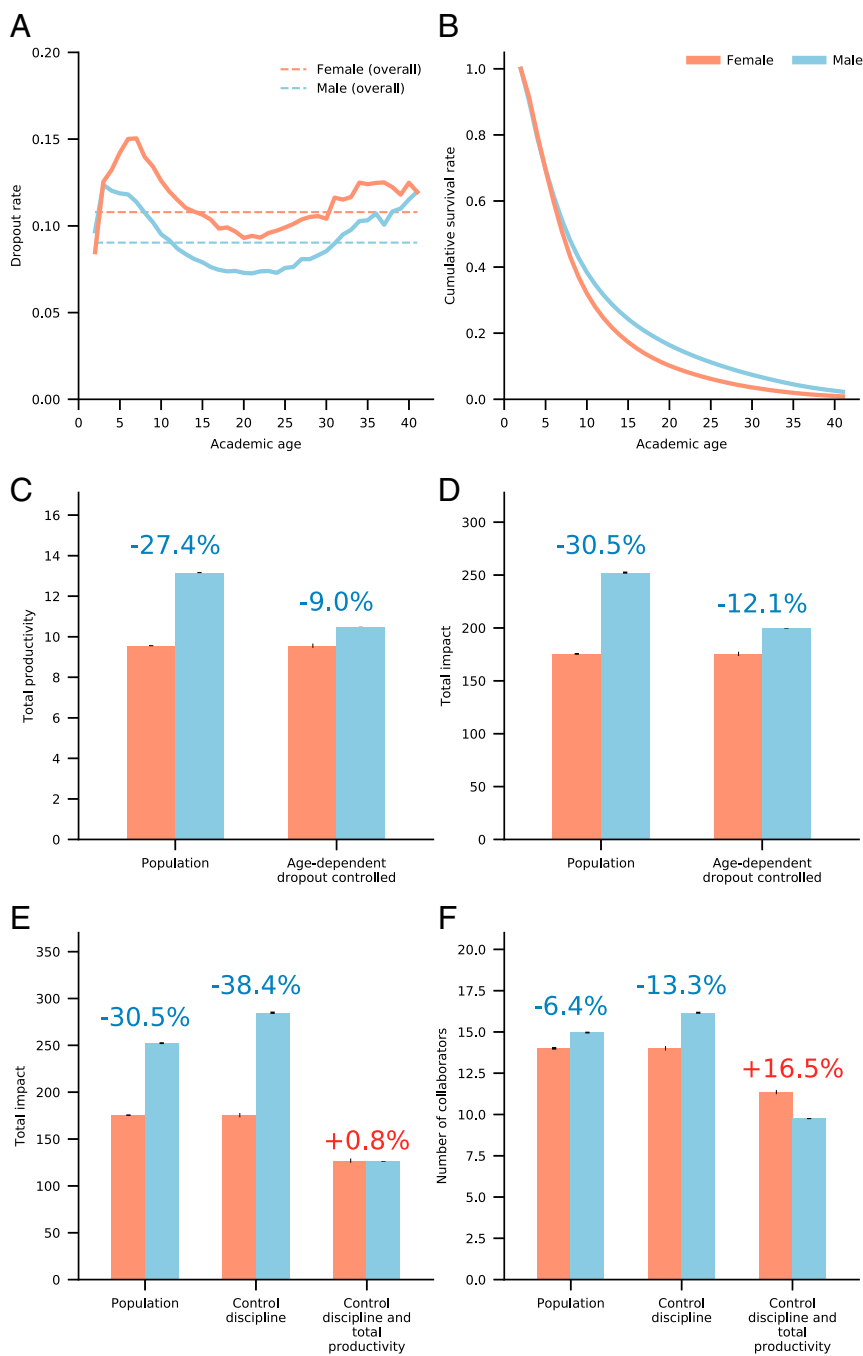 A
0.20
0.15
0.10
0.05
0.00
Dropout rate
Female (overall)
Male (overall)
0 5 10 15 20 25 30 35 40
Academic age
B
1.0
0.8
0.6
0.4
0.2
0.0
Cumulative survival rate
Female Male
0 5 10 15 20 25 30 35 40
Academic age
C
16
14
12
10
8
6
4
2
0
Total productivity
-27.4%
-9.0%
Population
Age-dependent
dropout controlled
D
300
250
200
150
100
50
0
Total impact
-30.5%
-12.1%
Population
Age-dependent
dropout controlled
E
350
300
250
200
150
100
50
0
Total impact
-30.5%
-38.4%
+0.8%
Population
Control
discipline
Control
discipline and
total
productivity
F
20.0
17.5
15.0
12.5
10.0
7.5
5.0
2.5
0.0
Number of collaborators
-6.4%
-13.3%
+16.5%
Population
Control
discipline
Control
discipline and
total
productivity